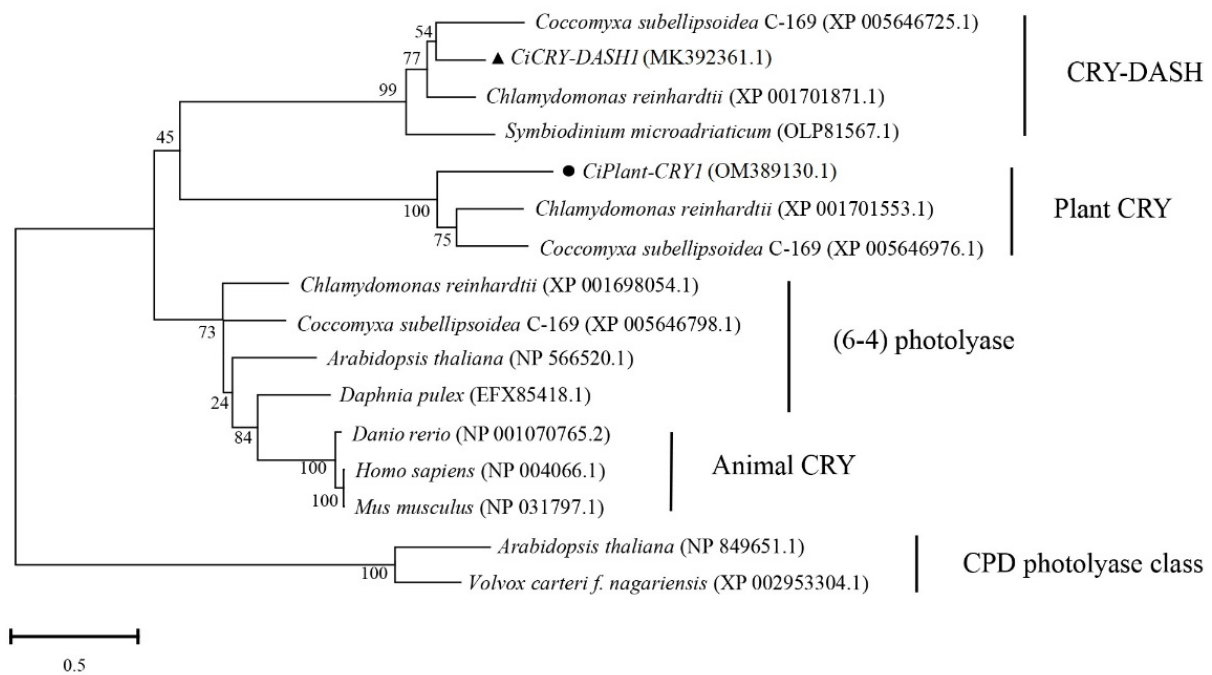 Coccomyxa subellipsoidea C-169 (XP 005646725.1)
54
▲ CiCRY-DASH1 (MK392361.1)
77
CRY-DASH
99
Chlamydomonas reinhardtii (XP 001701871.1)
Symbiodinium microadriaticum (OLP81567.1)
45
● CiPlant-CRY1 (OM389130.1)
100
Chlamydomonas reinhardtii (XP 001701553.1)
Plant CRY
75
Coccomyxa subellipsoidea C-169 (XP 005646976.1)
Chlamydomonas reinhardtii (XP 001698054.1)
73
Coccomyxa subellipsoidea C-169 (XP 005646798.1)
(6-4) photolyase
Arabidopsis thaliana (NP 566520.1)
24
Daphnia pulex (EFX85418.1)
84
Danio rerio (NP 001070765.2)
100
Homo sapiens (NP 004066.1)
Animal CRY
100
Mus musculus (NP 031797.1)
Arabidopsis thaliana (NP 849651.1)
100
CPD photolyase class
Volvox carteri f. nagariensis (XP 002953304.1)
0.5